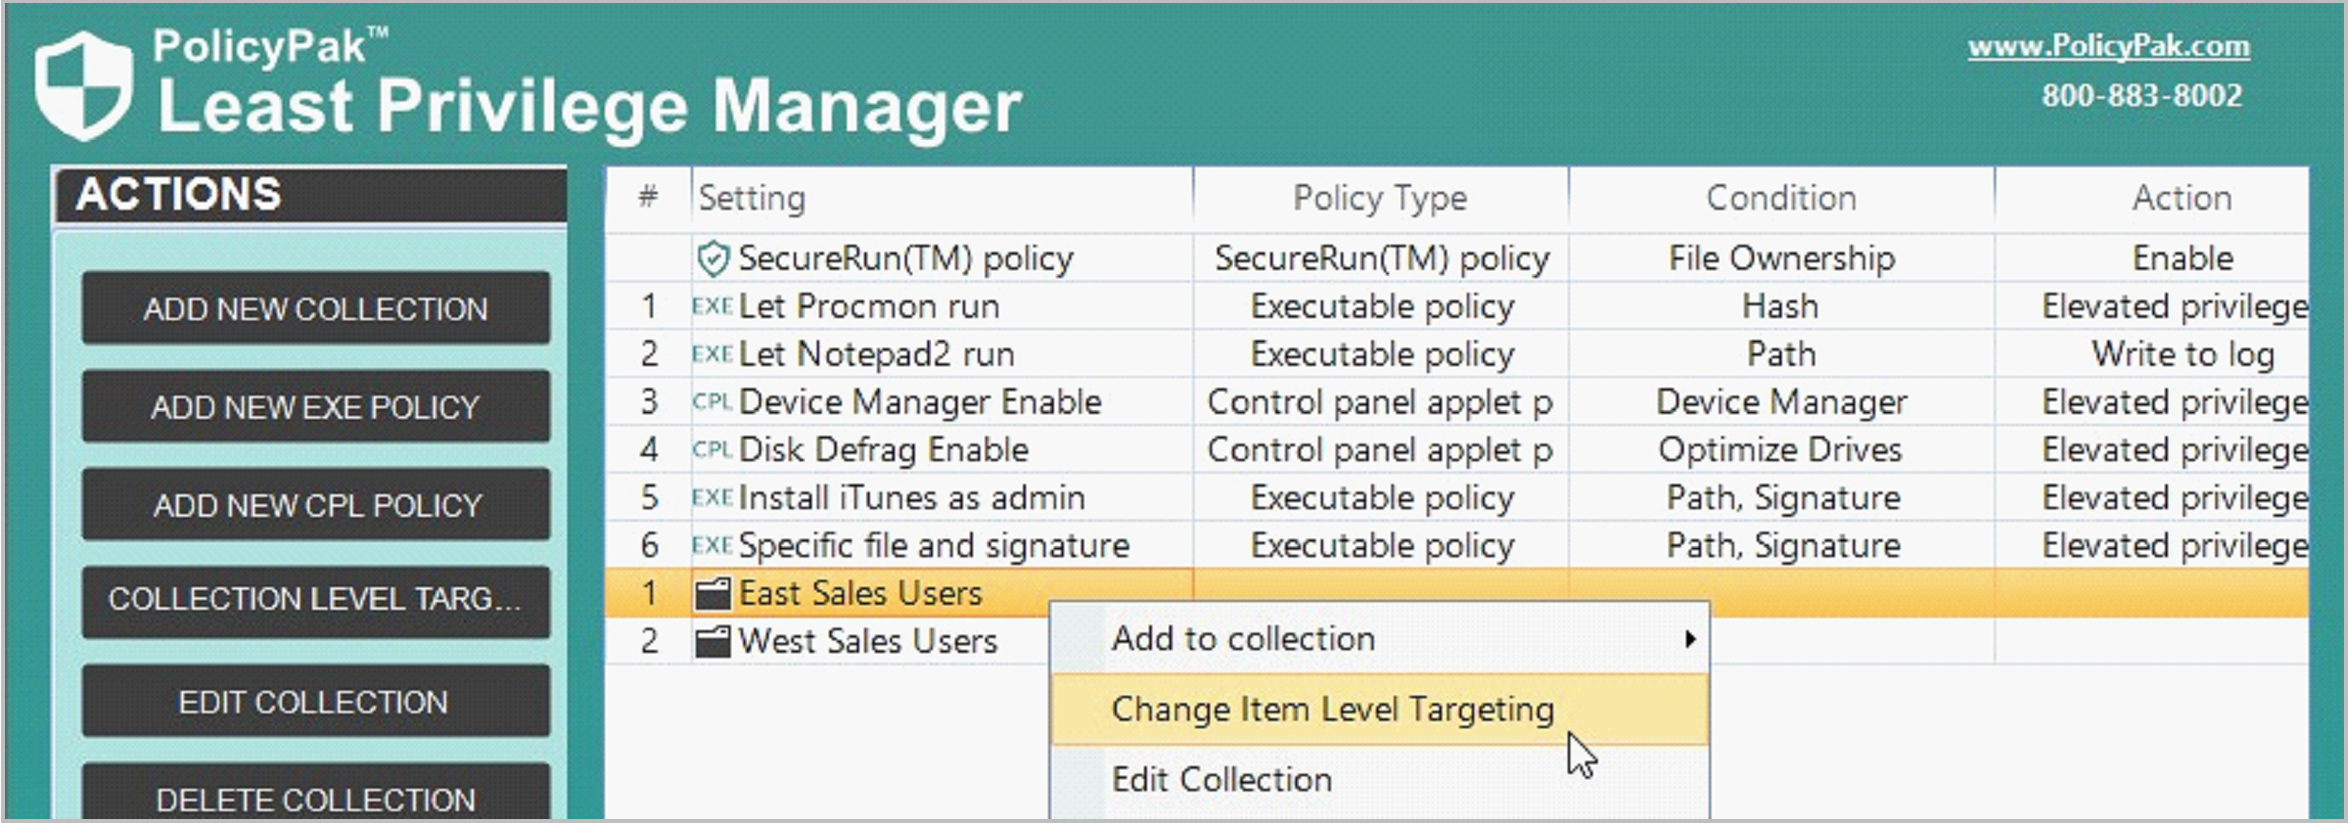 PolicyPak™
Least Privilege Manager
www.PolicyPak.com
800-883-8002
ACTIONS
ADD NEW COLLECTION
ADD NEW EXE POLICY
ADD NEW CPL POLICY
COLLECTION LEVEL TARG...
EDIT COLLECTION
DELETE COLLECTION
# Setting Policy Type Condition Action
SecureRun(TM) policy SecureRun(TM) policy File Ownership Enable
1 EXE Let Procmon run Executable policy Hash Elevated privilege
2 EXE Let Notepad2 run Executable policy Path Write to log
3 CPL Device Manager Enable Control panel applet p Device Manager Elevated privilege
4 CPL Disk Defrag Enable Control panel applet p Optimize Drives Elevated privilege
5 EXE Install iTunes as admin Executable policy Path, Signature Elevated privilege
6 EXE Specific file and signature Executable policy Path, Signature Elevated privilege
1 East Sales Users
2 West Sales Users
Add to collection
Change Item Level Targeting
Edit Collection